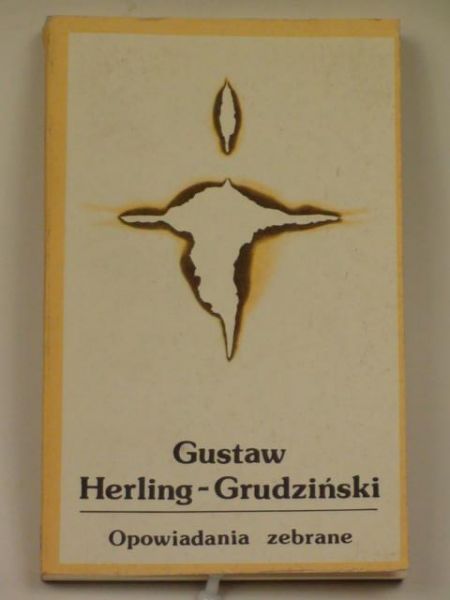 Gustaw
Herling-Grudziński
Opowiadania zebrane